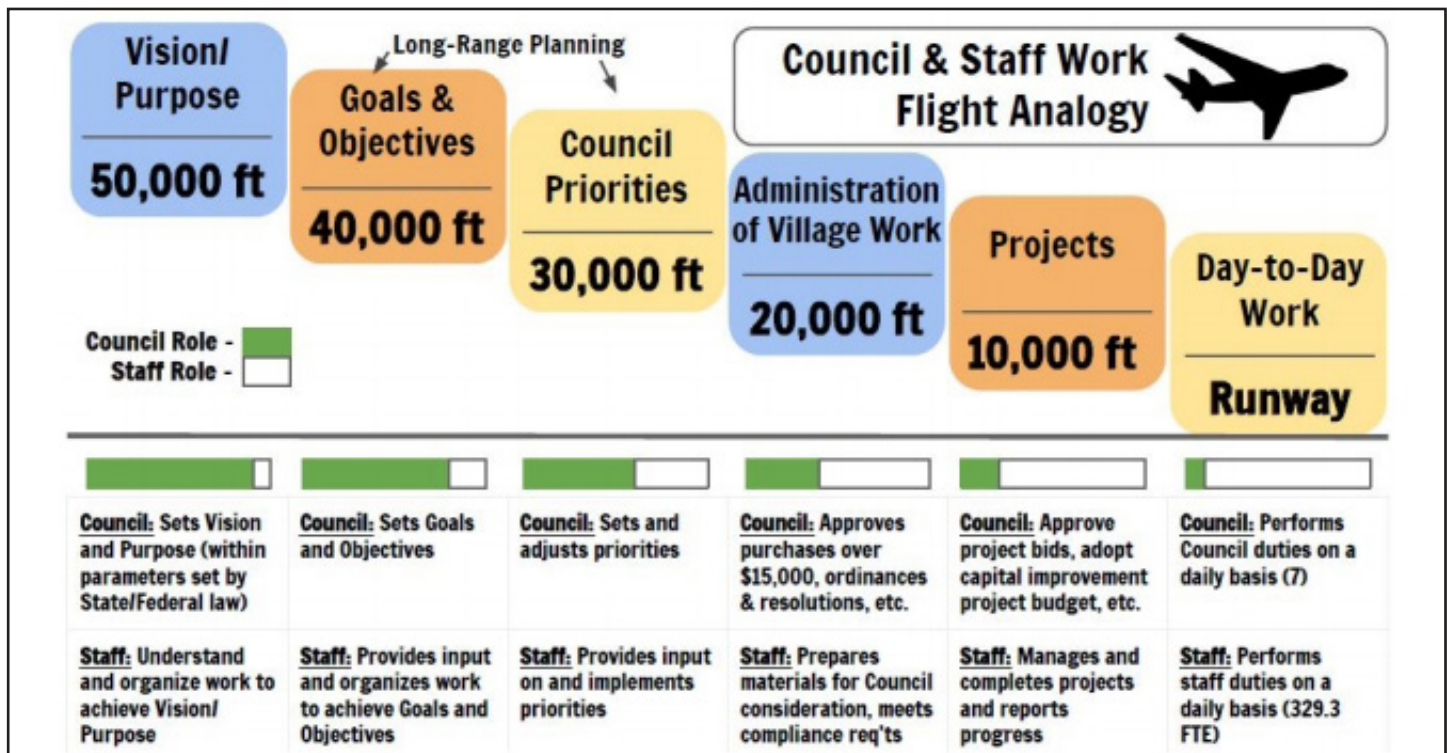 Vision/
Purpose
50,000 ft
Long-Range Planning
Goals &
Objectives
40,000 ft
Council
Priorities
30,000 ft
Council & Staff Work
Flight Analogy
Administration
of Village Work
20,000 ft
Projects
10,000 ft
Day-to-Day
Work
Runway
Council Role -
Staff Role -
Council: Sets Vision
and Purpose (within
parameters set by
State/Federal law)
Council: Sets Goals
and Objectives
Council: Sets and
adjusts priorities
Council: Approves
purchases over
$15,000, ordinances
& resolutions, etc.
Council: Approve
project bids, adopt
capital improvement
project budget, etc.
Council: Performs
Council duties on a
daily basis (7)
Staff: Understand
and organize work to
achieve Vision/
Purpose
Staff: Provides input
and organizes work
to achieve Goals and
Objectives
Staff: Provides input
on and implements
priorities
Staff: Prepares
materials for Council
consideration, meets
compliance req'ts
Staff: Manages and
completes projects
and reports
progress
Staff: Performs
staff duties on a
daily basis (329.3
FTE)